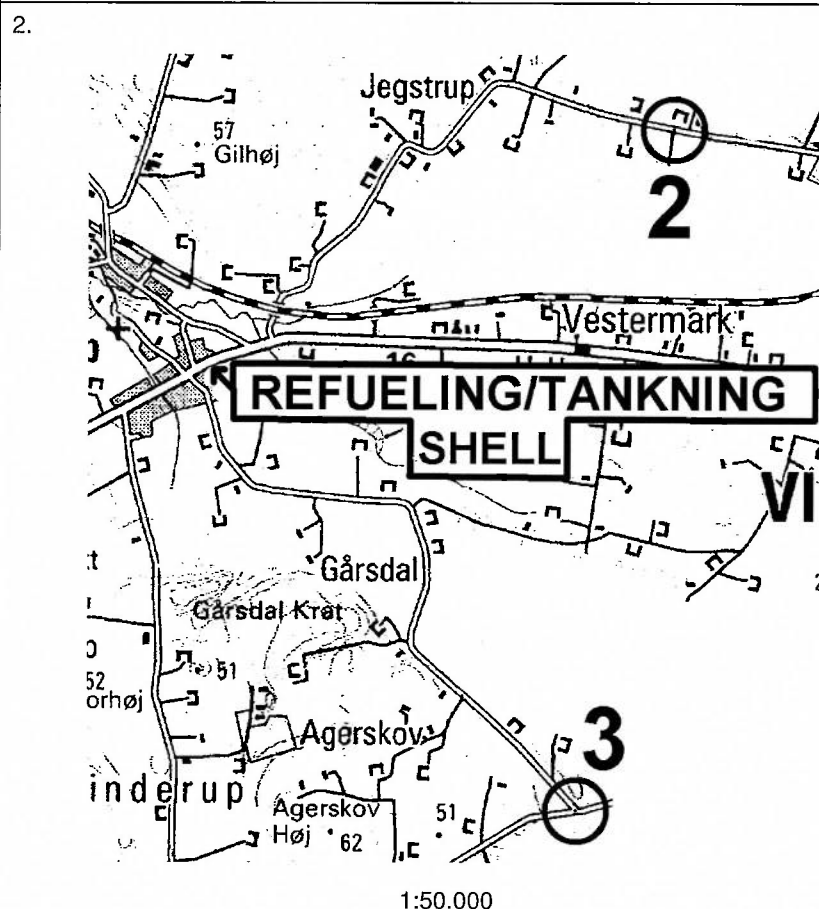 2.
Jegstrup
57
Gilhøj
2
Vestermark
16
REFUELING/TANKNING
SHELL
VI
Gårsdal
Gårsdal Krat
51
52
orhøj
Agerskov
3
inderup
Agerskov
Høj
62
51
1:50.000